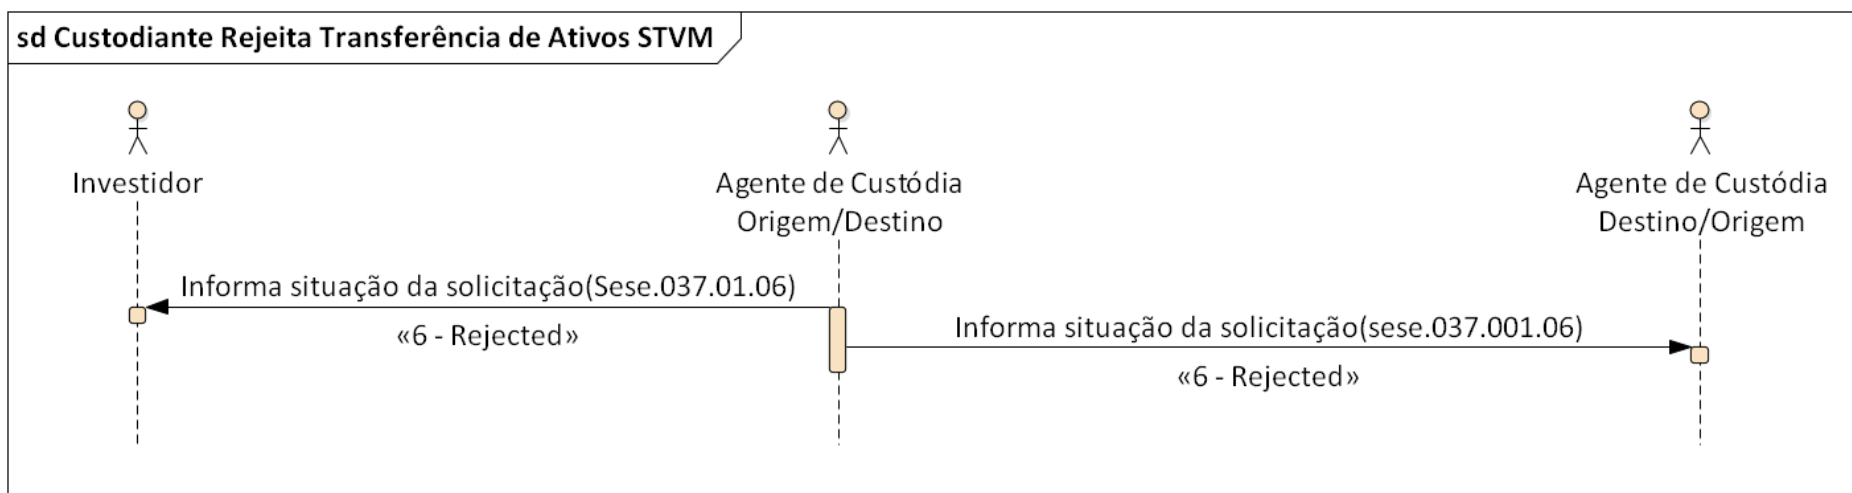 sd Custodiante Rejeita Transferência de Ativos STVM
Investidor
Agente de Custódia
Origem/Destino
Agente de Custódia
Destino/Origem
Informa situação da solicitação(Sese.037.01.06)
«6 - Rejected»
Informa situação da solicitação(sese.037.001.06)
«6 - Rejected»